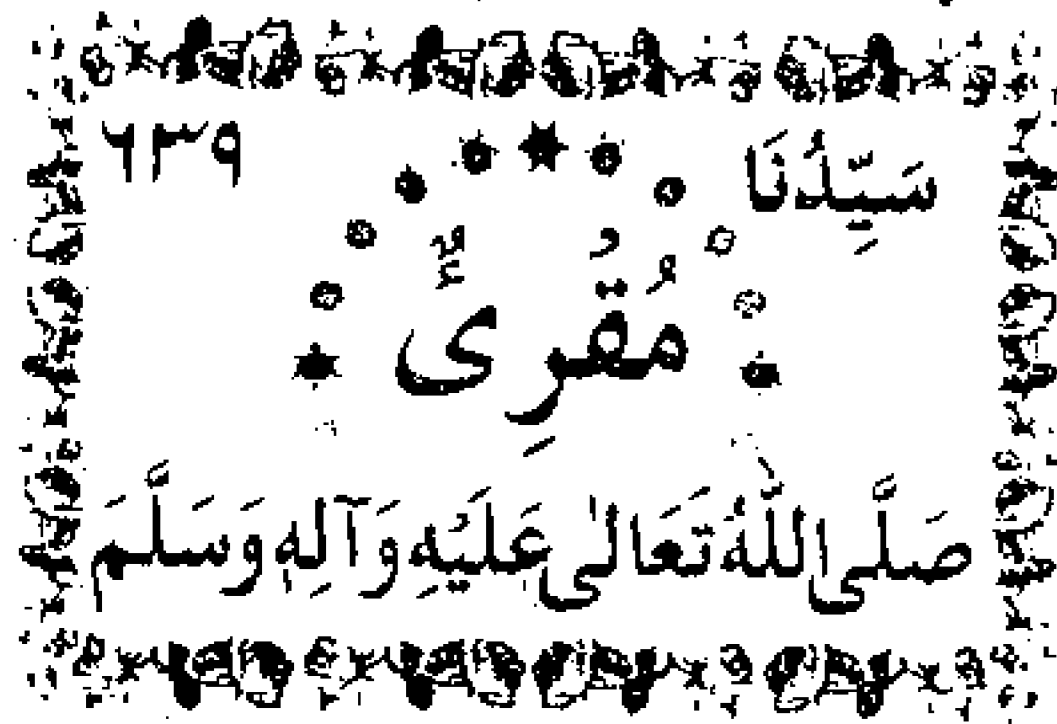 سَيِّدُنَا ٦٣٩
مُقْرِیٌّ
صَلَّى اللّٰهُ تَعَالٰى عَلَيْهِ وَآلِهٖ وَسَلَّمَ